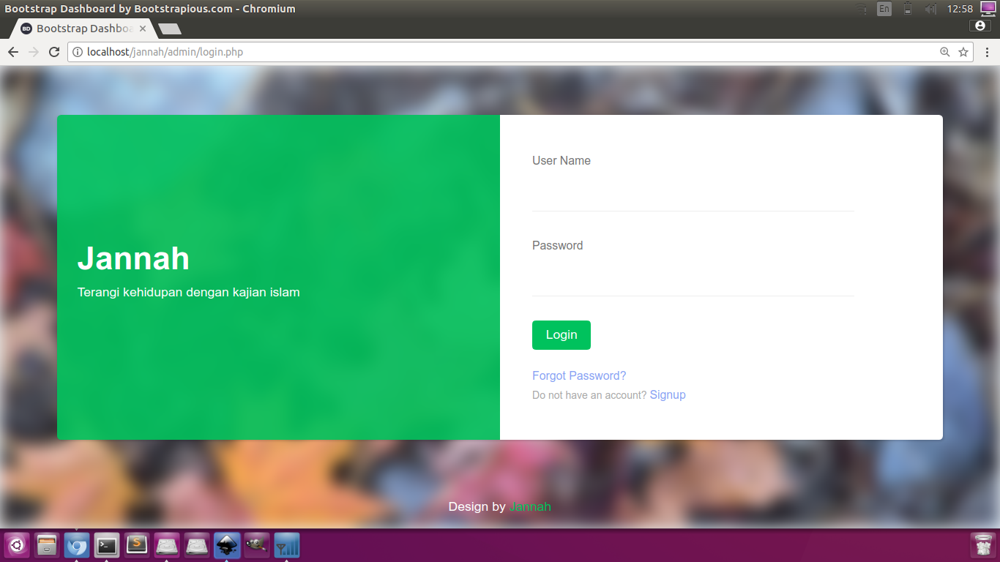 Bootstrap Dashboard by Bootstrapious.com - Chromium
En
12:58
BD Bootstrap Dashboa
localhost/jannah/admin/login.php
Jannah
Terangi kehidupan dengan kajian islam
User Name
Password
Login
Forgot Password?
Do not have an account? Signup
Design by Jannah